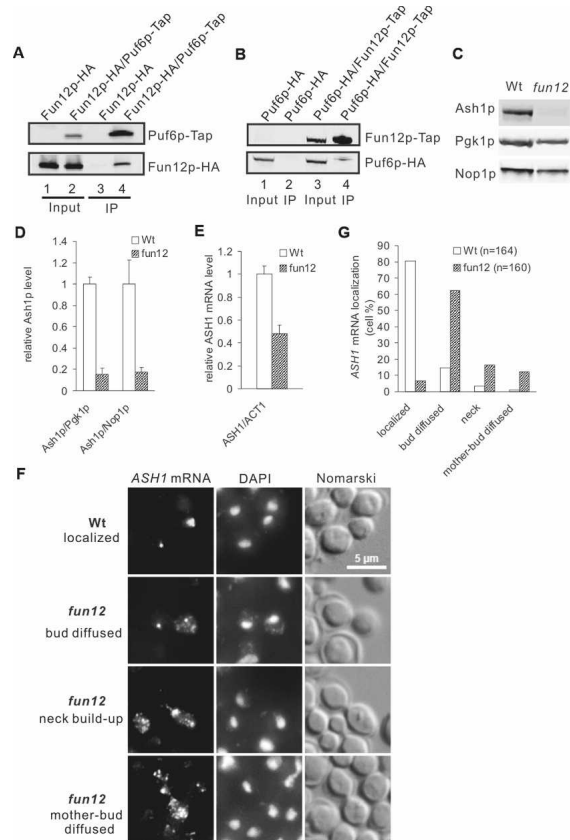 A
Fun12p-HA
Fun12p-HA/Puf6p-Tap
Fun12p-HA
Fun12p-HA/Puf6p-Tap
Puf6p-Tap
Fun12p-HA
1 2 3 4
Input IP
B
Puf6p-HA
Puf6p-HA
Puf6p-HA/Fun12p-Tap
Puf6p-HA/Fun12p-Tap
Fun12p-Tap
Puf6p-HA
1 2 3 4
Input IP Input IP
C
Wt fun12
Ash1p
Pgk1p
Nop1p
D
relative Ash1p level
1.4
1.2
1
0.8
0.6
0.4
0.2
0
Wt
fun12
Ash1p/Pgk1p
Ash1p/Nop1p
E
relative ASH1 mRNA level
1.2
1
0.8
0.6
0.4
0.2
0
Wt
fun12
ASH1/ACT1
G
ASH1 mRNA localization
(cell %)
90
80
70
60
50
40
30
20
10
0
Wt (n=164)
fun12 (n=160)
localized
bud diffused
neck
mother-bud diffused
F
ASH1 mRNA DAPI Nomarski
Wt
localized
5 µm
fun12
bud diffused
fun12
neck build-up
fun12
mother-bud
diffused